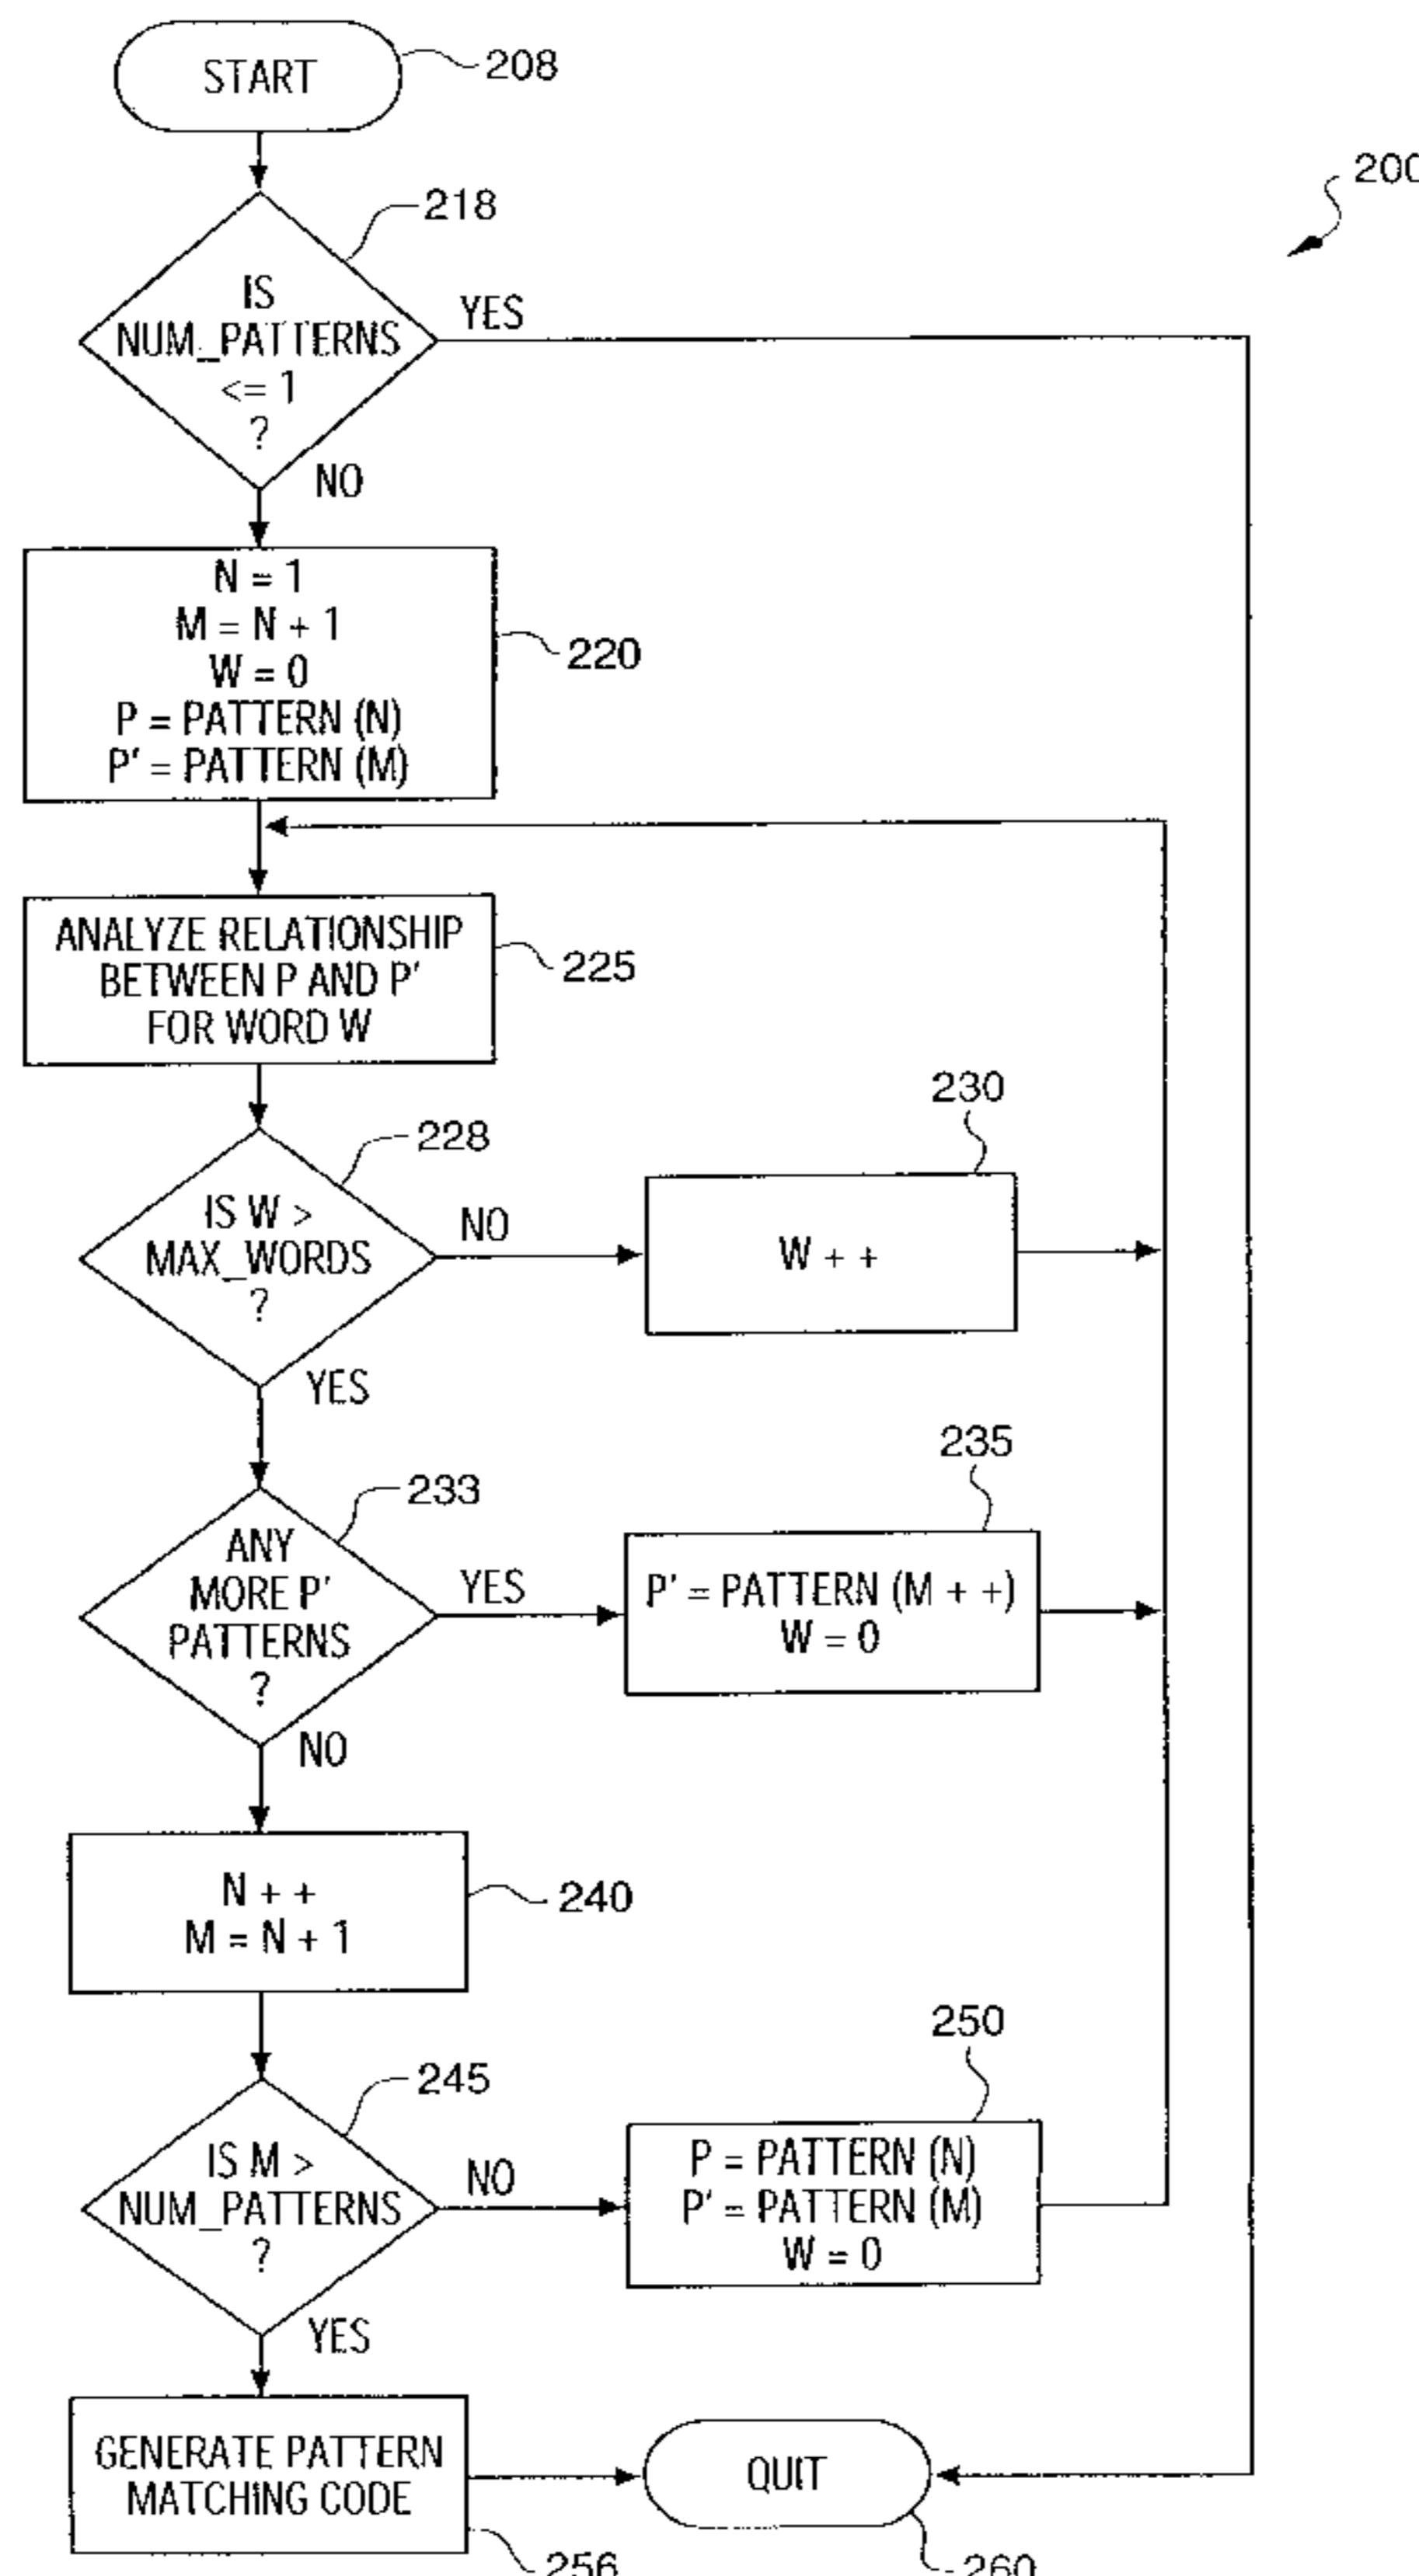 START
208
200
218
IS
NUM_PATTERNS
<= 1
?
YES
NO
N = 1
M = N + 1
W = 0
P = PATTERN (N)
P' = PATTERN (M)
220
ANALYZE RELATIONSHIP
BETWEEN P AND P'
FOR WORD W
225
228
IS W >
MAX_WORDS
?
NO
YES
230
W + +
233
ANY
MORE P'
PATTERNS
?
YES
NO
235
P' = PATTERN (M + +)
W = 0
N + +
M = N + 1
240
245
IS M >
NUM_PATTERNS
?
NO
YES
250
P = PATTERN (N)
P' = PATTERN (M)
W = 0
GENERATE PATTERN
MATCHING CODE
256
QUIT
260